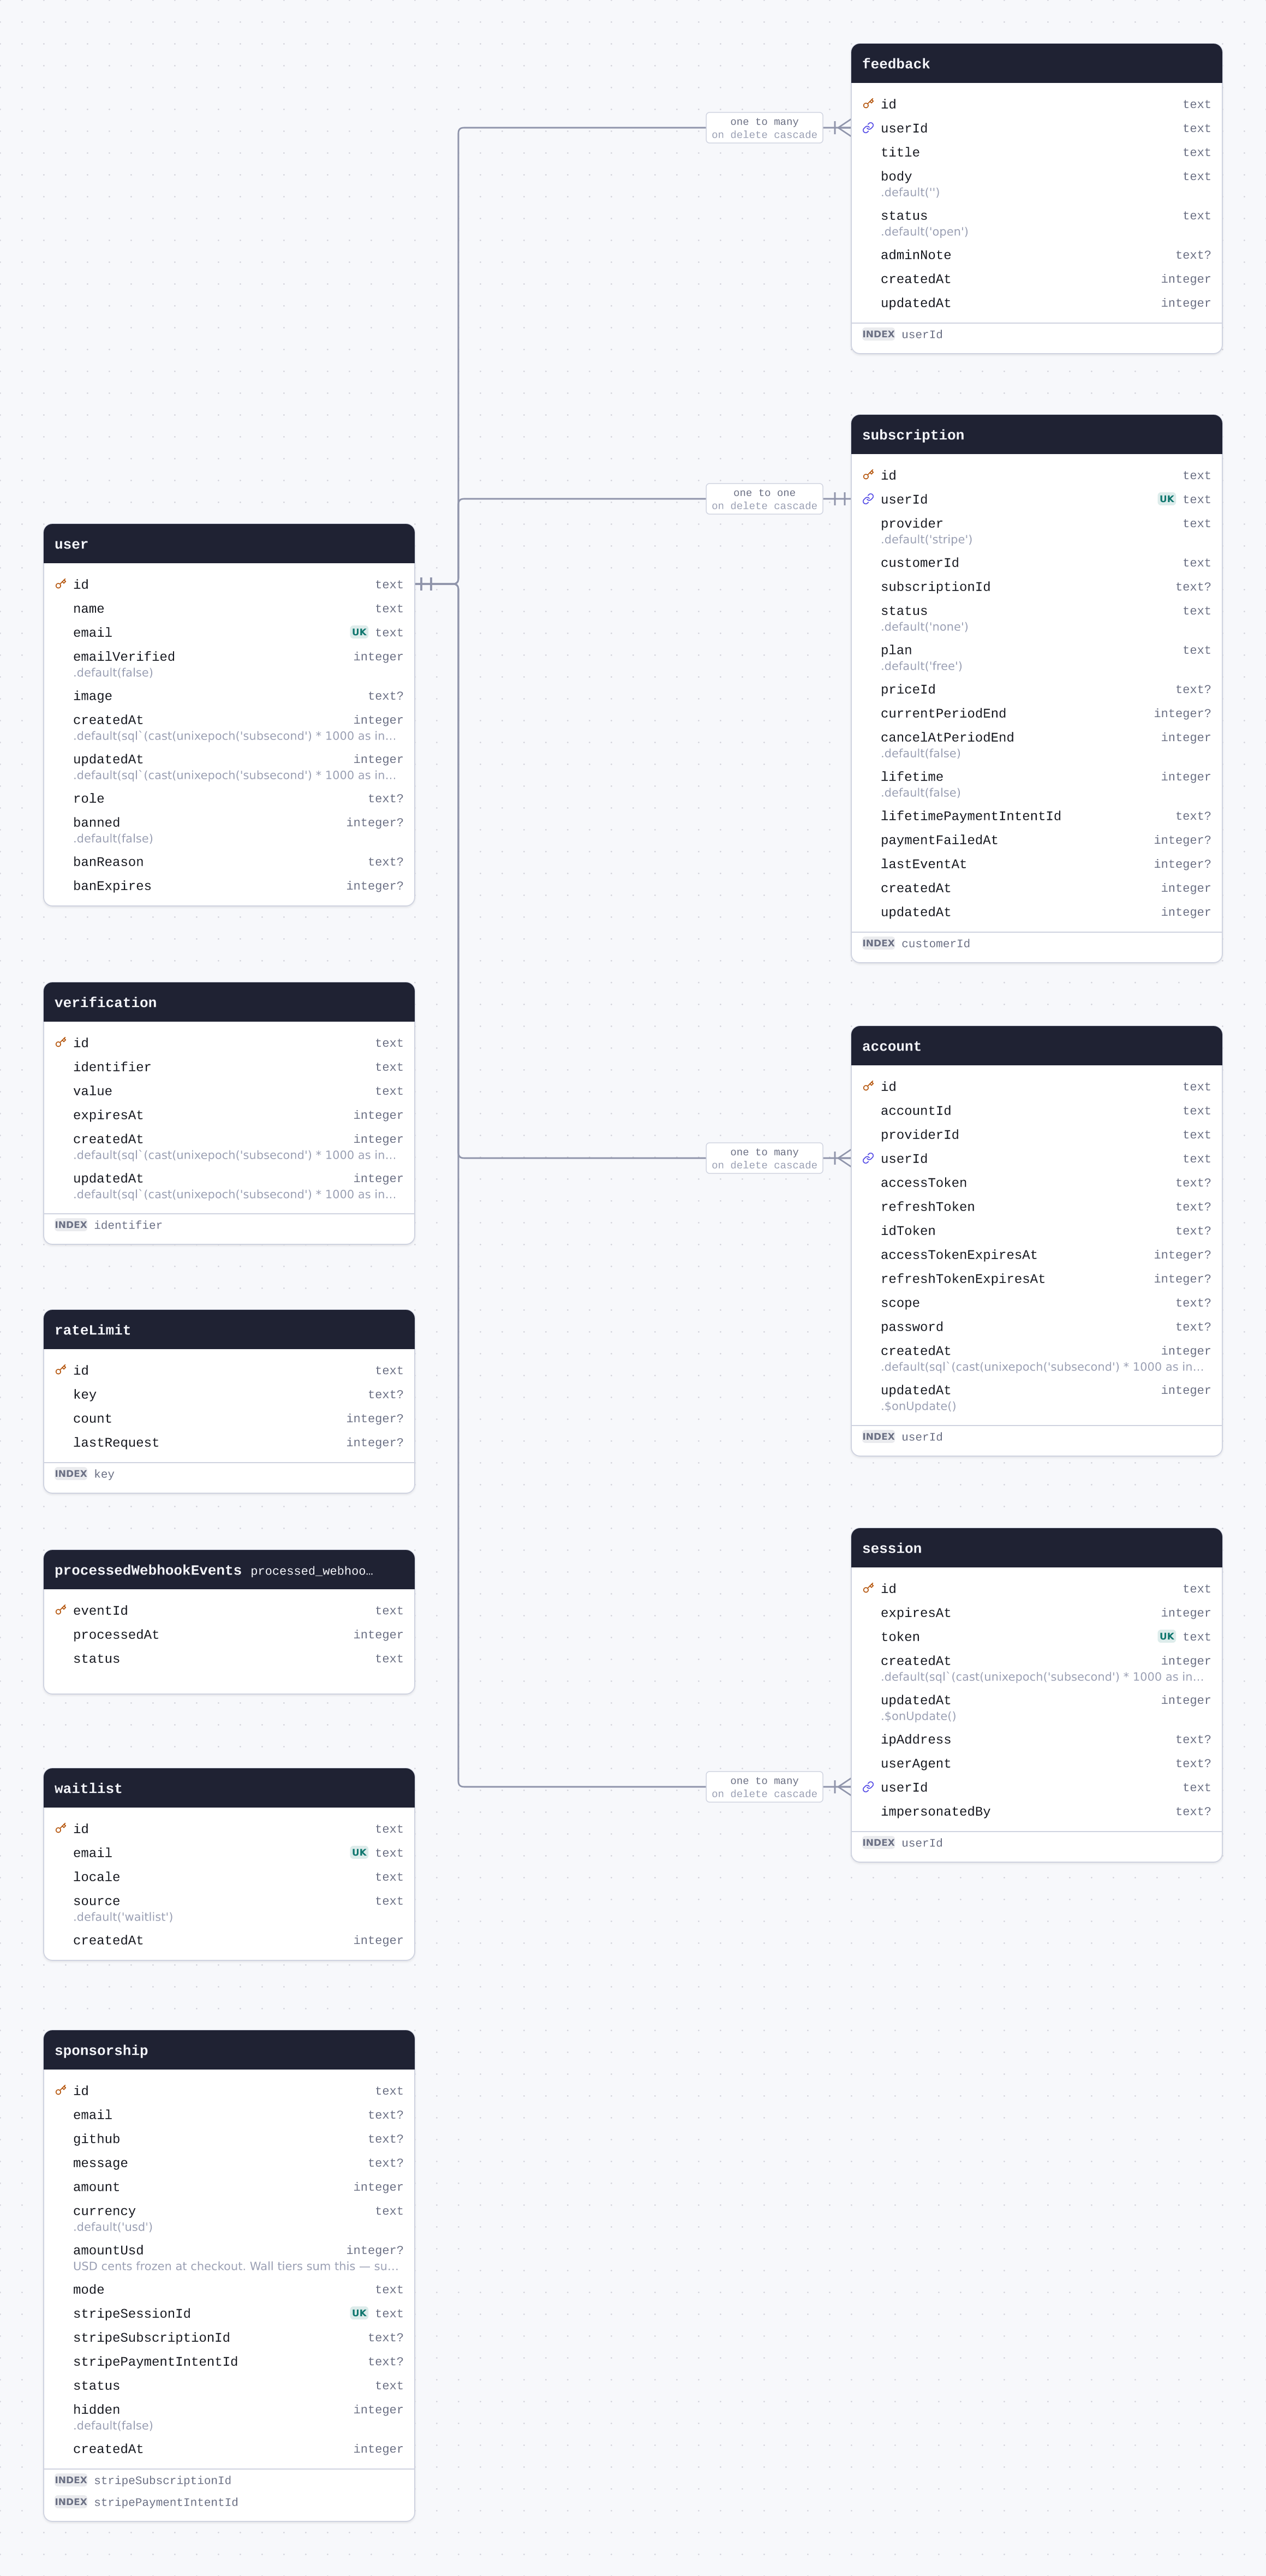 feedback
id text
userId text
title text
body text
.default('')
status text
.default('open')
adminNote text?
createdAt integer
updatedAt integer
INDEX userId
one to many
on delete cascade
subscription
id text
userId UK text
provider text
.default('stripe')
customerId text
subscriptionId text?
status text
.default('none')
plan text
.default('free')
priceId text?
currentPeriodEnd integer?
cancelAtPeriodEnd integer
.default(false)
lifetime integer
.default(false)
lifetimePaymentIntentId text?
paymentFailedAt integer?
lastEventAt integer?
createdAt integer
updatedAt integer
INDEX customerId
one to one
on delete cascade
user
id text
name text
email UK text
emailVerified integer
.default(false)
image text?
createdAt integer
.default(sql`(cast(unixepoch('subsecond') * 1000 as in…
updatedAt integer
.default(sql`(cast(unixepoch('subsecond') * 1000 as in…
role text?
banned integer?
.default(false)
banReason text?
banExpires integer?
verification
id text
identifier text
value text
expiresAt integer
createdAt integer
.default(sql`(cast(unixepoch('subsecond') * 1000 as in…
updatedAt integer
.default(sql`(cast(unixepoch('subsecond') * 1000 as in…
INDEX identifier
account
id text
accountId text
providerId text
userId text
accessToken text?
refreshToken text?
idToken text?
accessTokenExpiresAt integer?
refreshTokenExpiresAt integer?
scope text?
password text?
createdAt integer
.default(sql`(cast(unixepoch('subsecond') * 1000 as in…
updatedAt integer
.$onUpdate()
INDEX userId
one to many
on delete cascade
rateLimit
id text
key text?
count integer?
lastRequest integer?
INDEX key
session
id text
expiresAt integer
token UK text
createdAt integer
.default(sql`(cast(unixepoch('subsecond') * 1000 as in…
updatedAt integer
.$onUpdate()
ipAddress text?
userAgent text?
userId text
impersonatedBy text?
INDEX userId
one to many
on delete cascade
processedWebhookEvents processed_webhoo…
eventId text
processedAt integer
status text
waitlist
id text
email UK text
locale text
source text
.default('waitlist')
createdAt integer
sponsorship
id text
email text?
github text?
message text?
amount integer
currency text
.default('usd')
amountUsd integer?
USD cents frozen at checkout. Wall tiers sum this — su…
mode text
stripeSessionId UK text
stripeSubscriptionId text?
stripePaymentIntentId text?
status text
hidden integer
.default(false)
createdAt integer
INDEX stripeSubscriptionId
INDEX stripePaymentIntentId